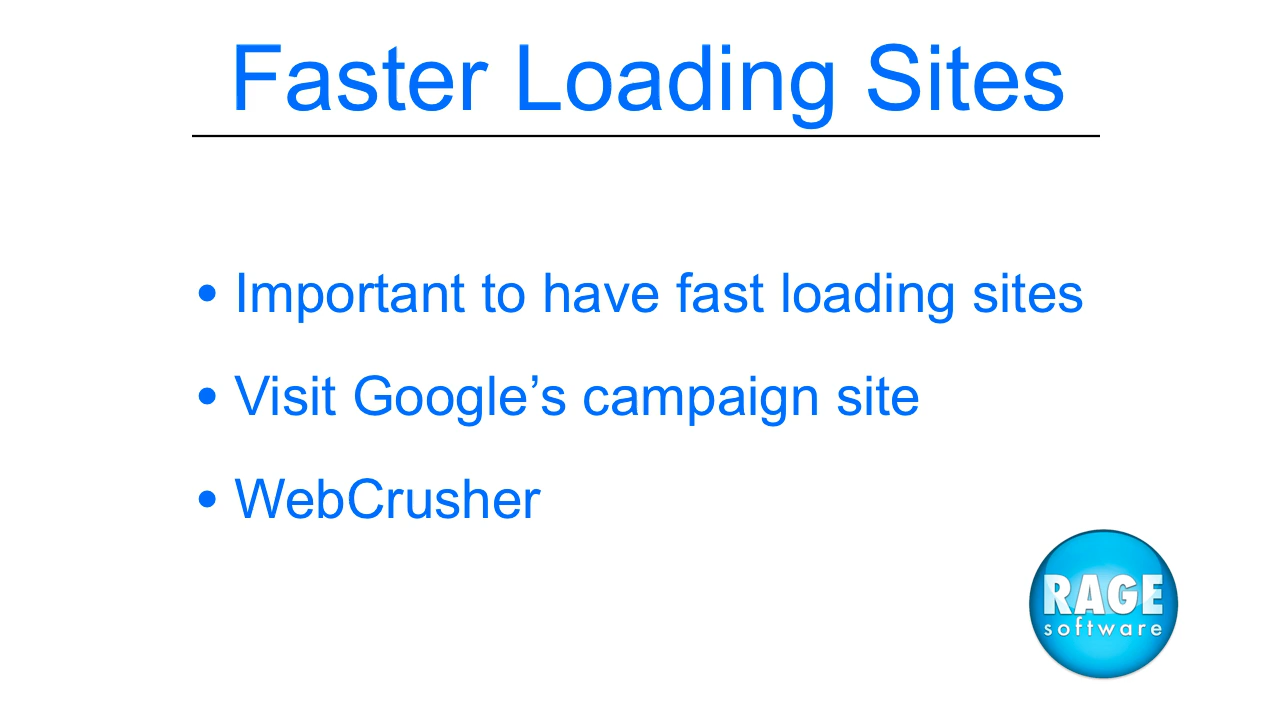 Faster Loading Sites
• Important to have fast loading sites
• Visit Google’s campaign site
• WebCrusher
RAGE
software